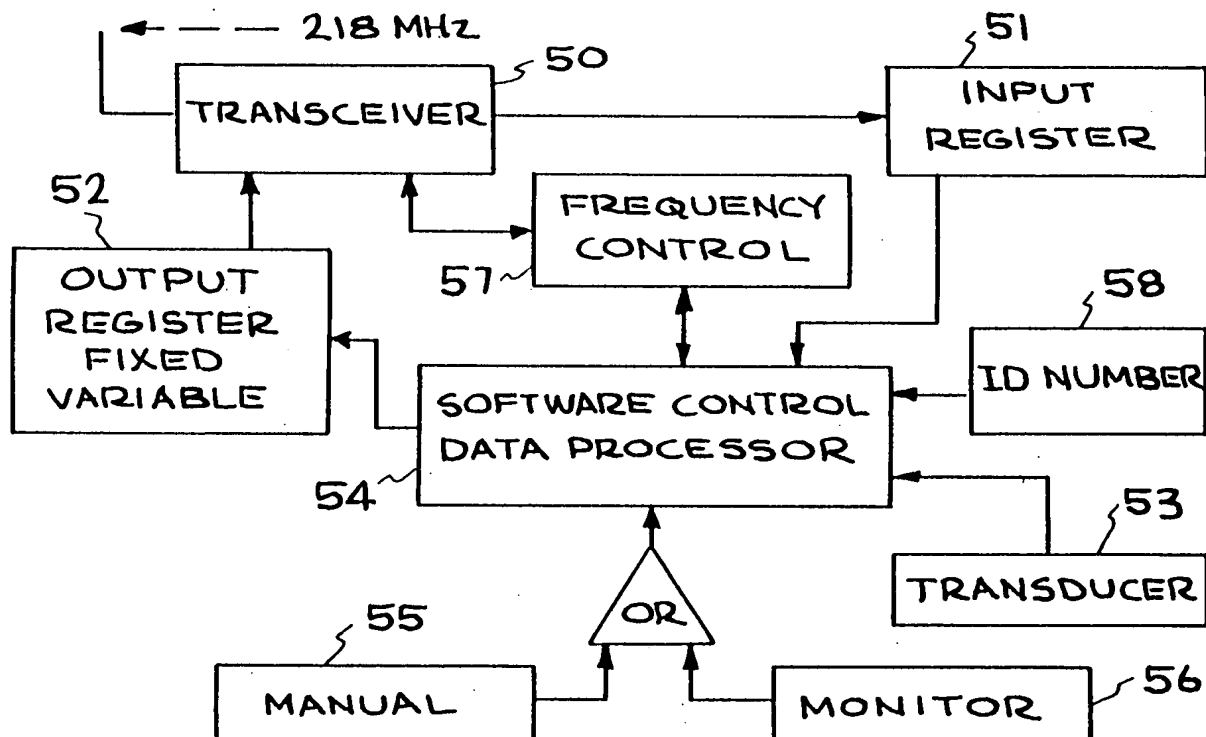 218 MHz
50
TRANSCEIVER
51
INPUT
REGISTER
52
OUTPUT
REGISTER
FIXED
VARIABLE
FREQUENCY
CONTROL
57
58
ID NUMBER
SOFTWARE CONTROL
DATA PROCESSOR
54
53
TRANSDUCER
OR
55
MANUAL
MONITOR
56